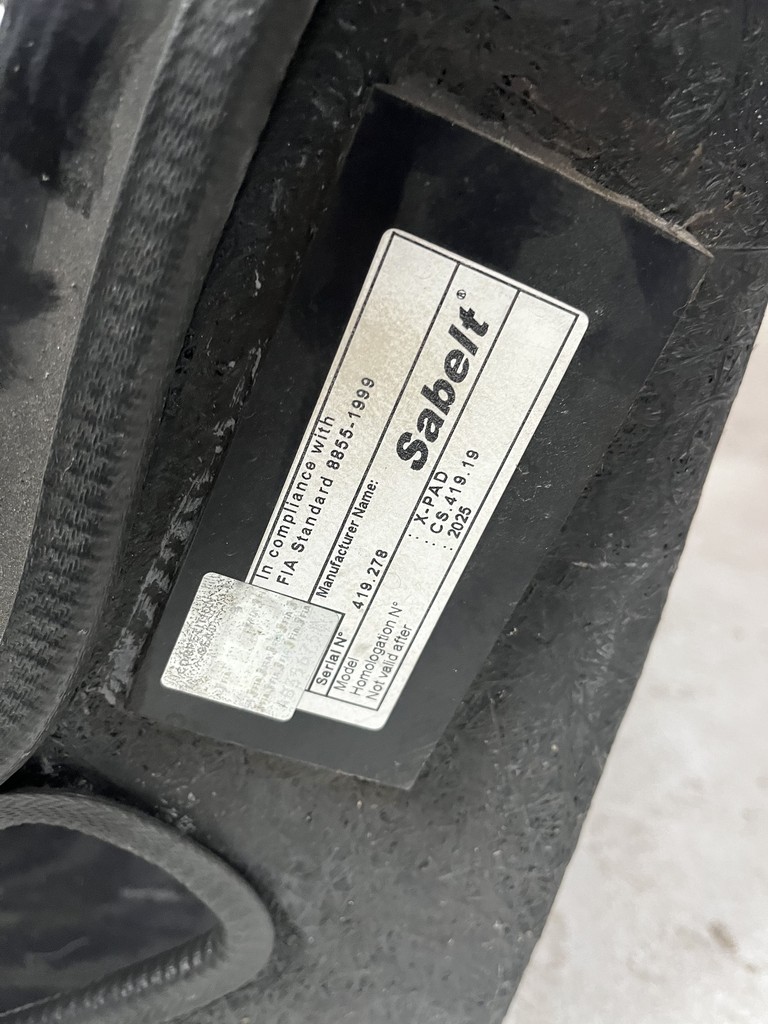 In compliance with
FIA Standard 8855-1999
Manufacturer Name:
Sabelt®
Serial N° 419.278
Model : X-PAD
Homologation N° CS.419.19
Not valid after : 2025